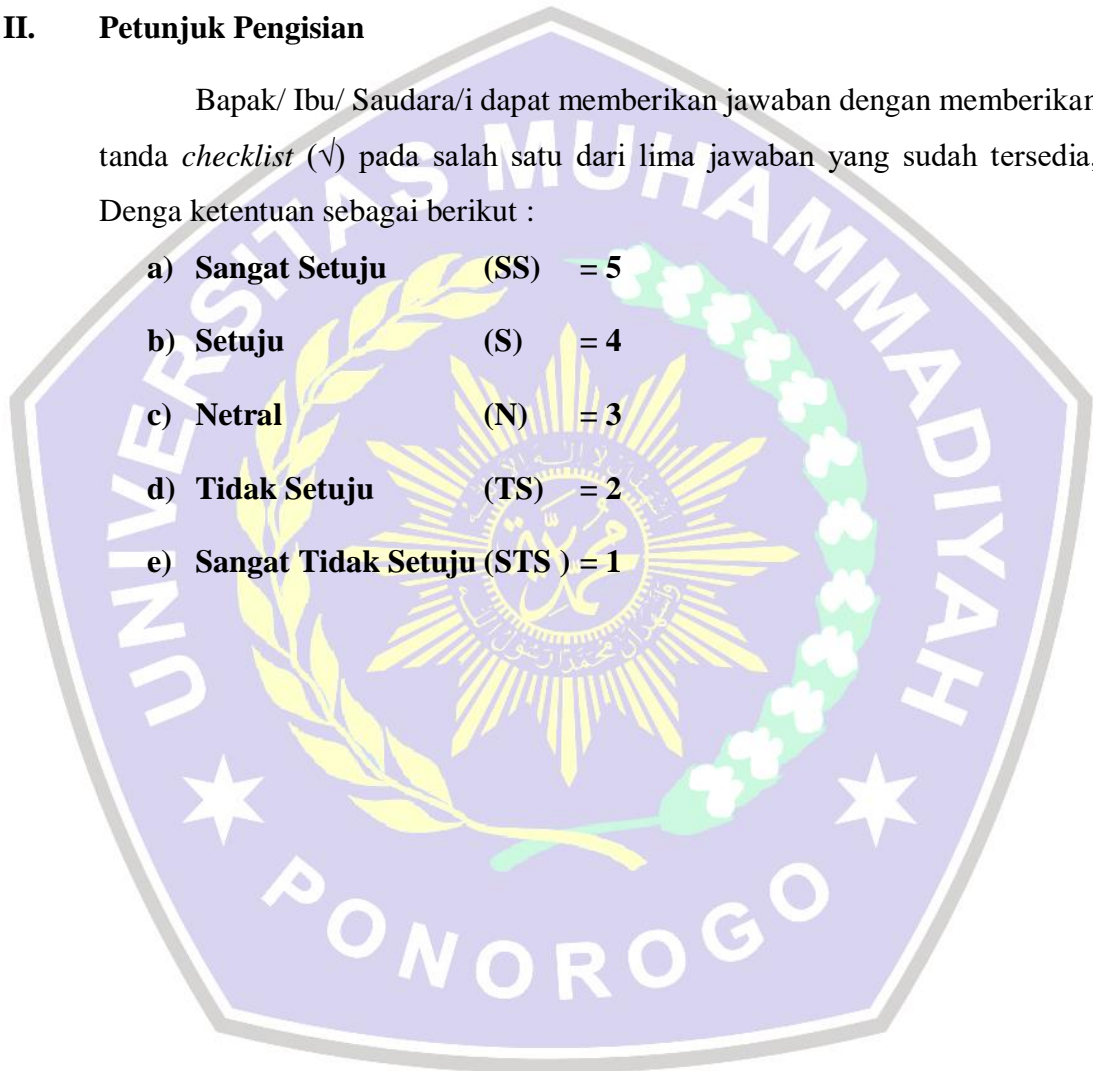 II. Petunjuk Pengisian
Bapak/ Ibu/ Saudara/i dapat memberikan jawaban dengan memberikan
tanda checklist (√) pada salah satu dari lima jawaban yang sudah tersedia,
Denga ketentuan sebagai berikut :
a) Sangat Setuju (SS) = 5
b) Setuju (S) = 4
c) Netral (N) = 3
d) Tidak Setuju (TS) = 2
e) Sangat Tidak Setuju (STS ) = 1
UNIVERSITAS MUHAMMADIYAH
PONOROGO
محمدية